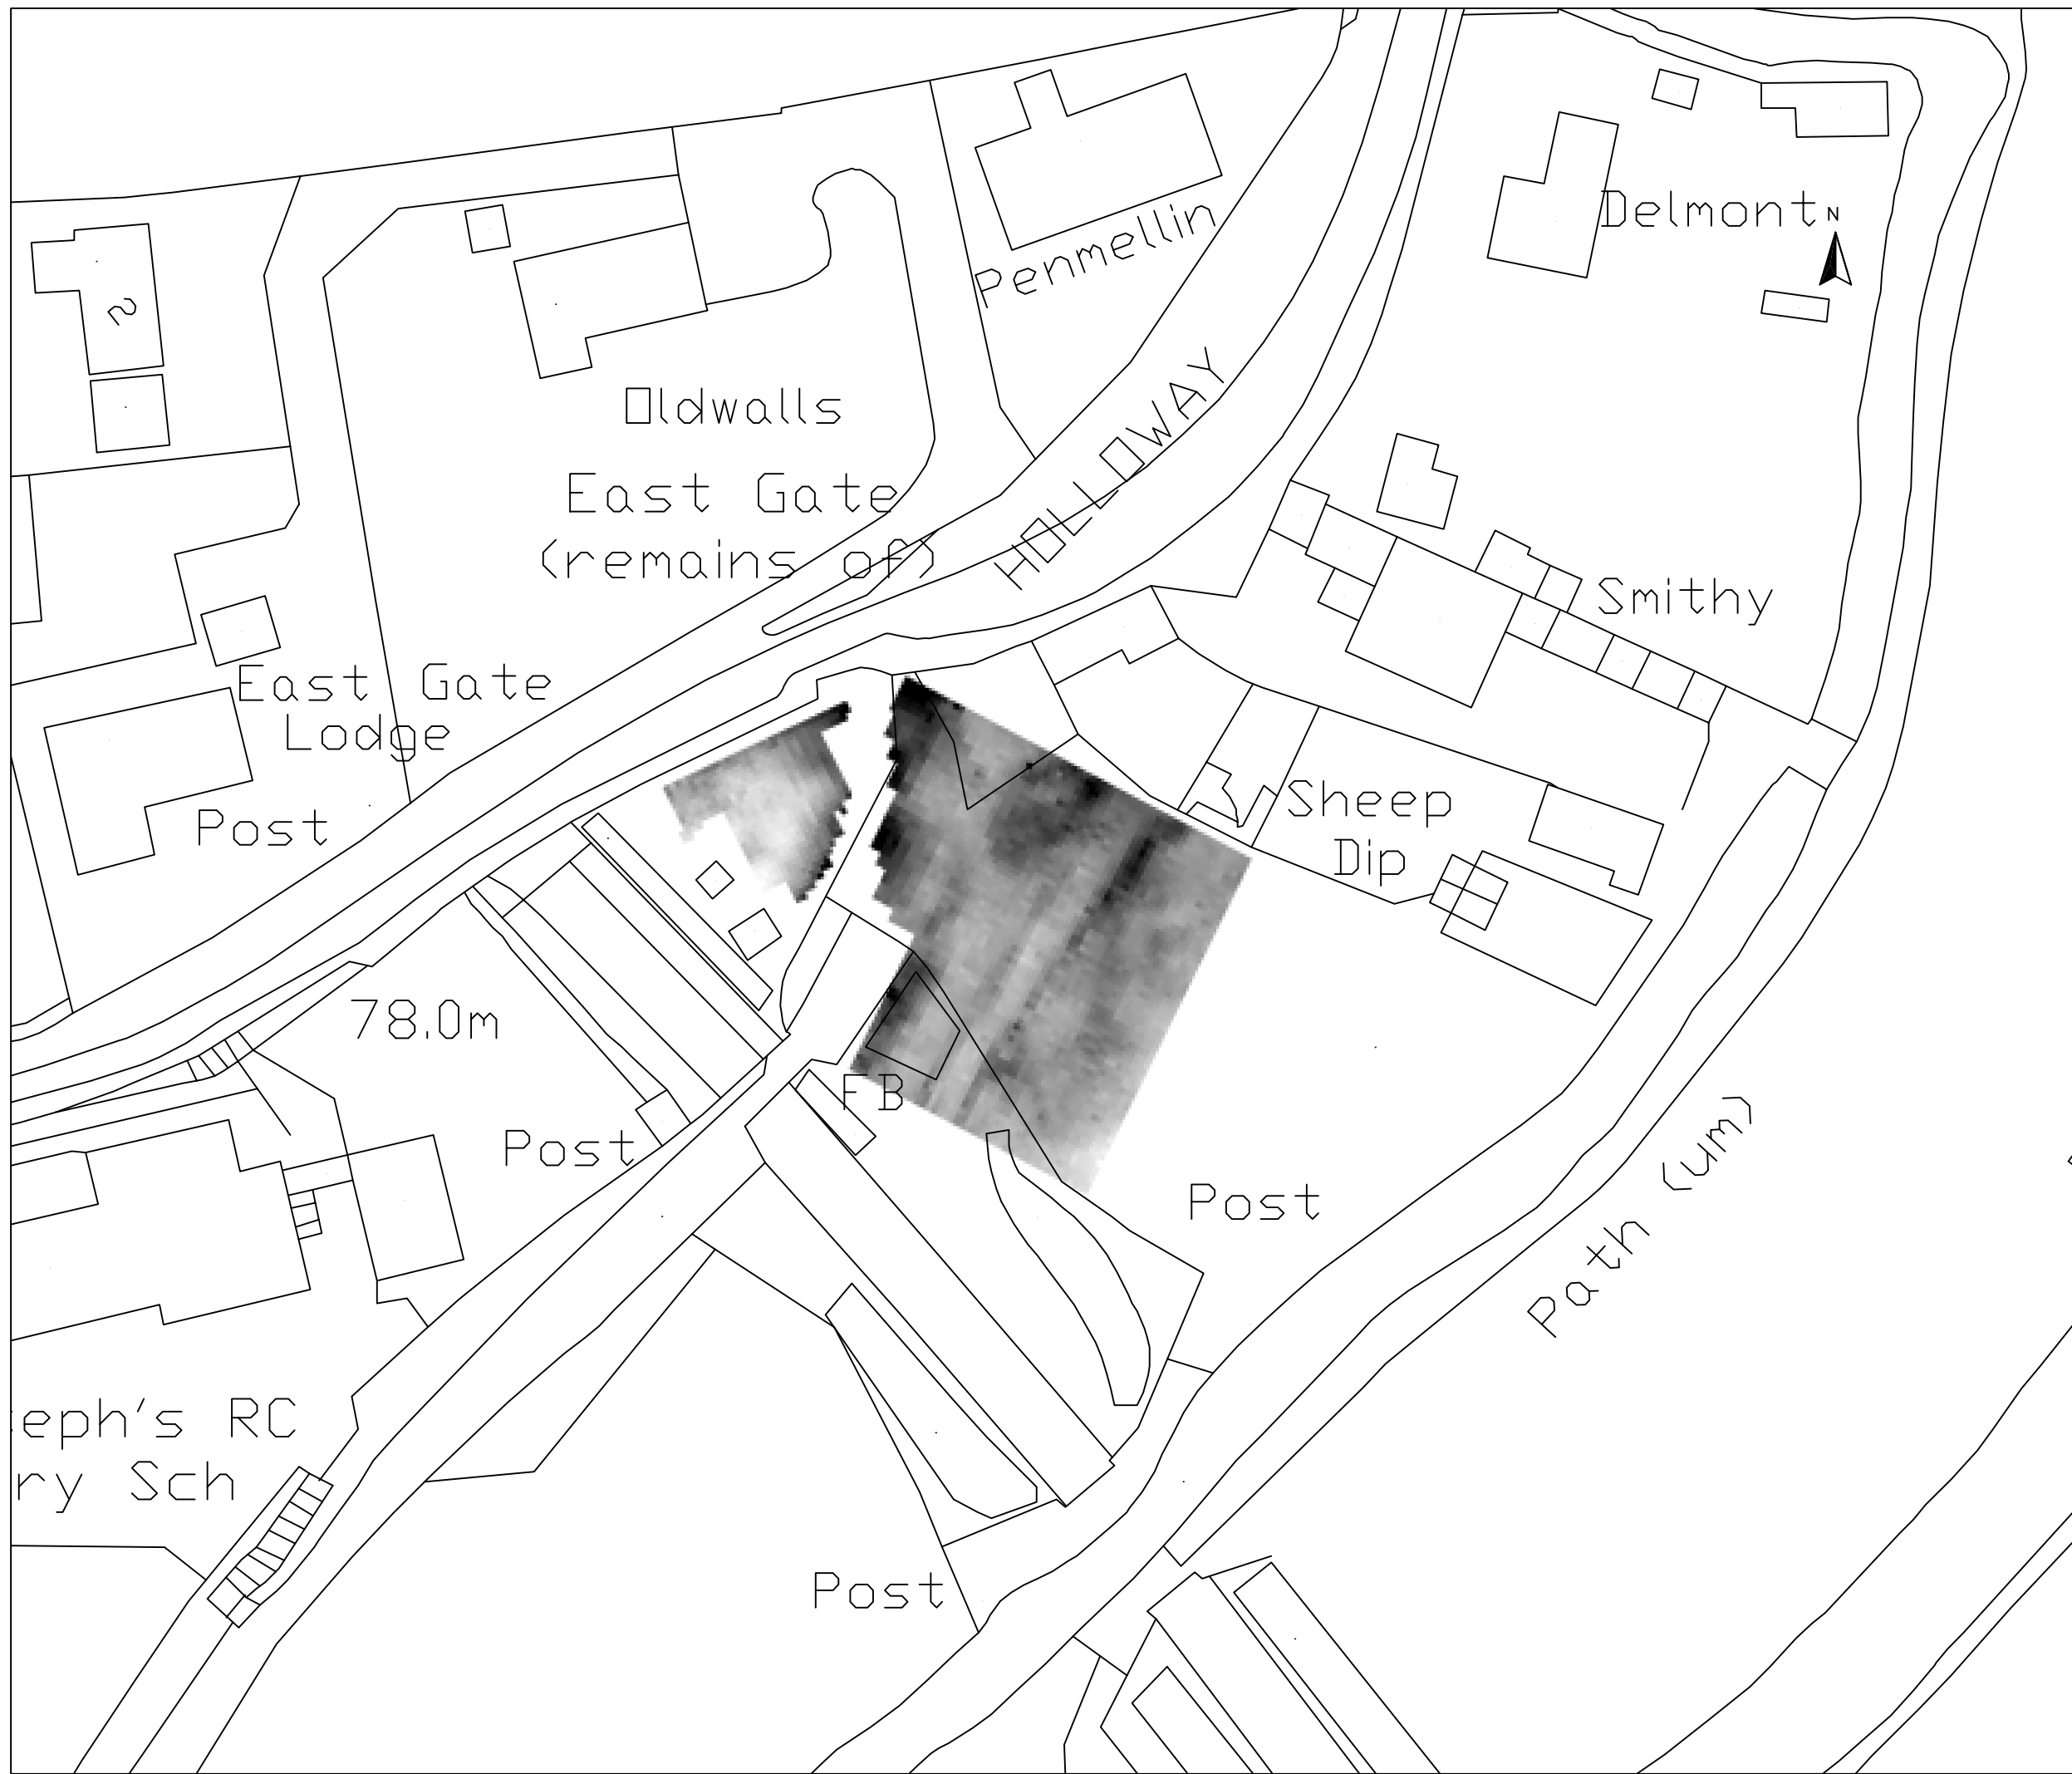 Delmont
N
Penmellin
2
Oldwalls
HOLLOWAY
East Gate
(remains of)
Smithy
East Gate
Lodge
Post
Sheep
Dip
78.0m
FB
Post
Post
Path (um)
eph's RC
ry Sch
Post